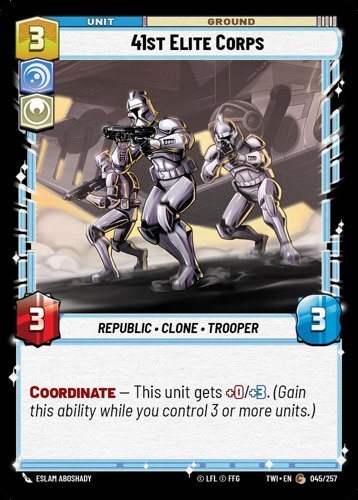 UNIT
GROUND
3
41st Elite Corps
3
3
REPUBLIC • CLONE • TROOPER
COORDINATE — This unit gets +0/+3. (Gain
this ability while you control 3 or more units.)
ESLAM ABOSHADY
© LFL © FFG
TWI • EN
C
045/257